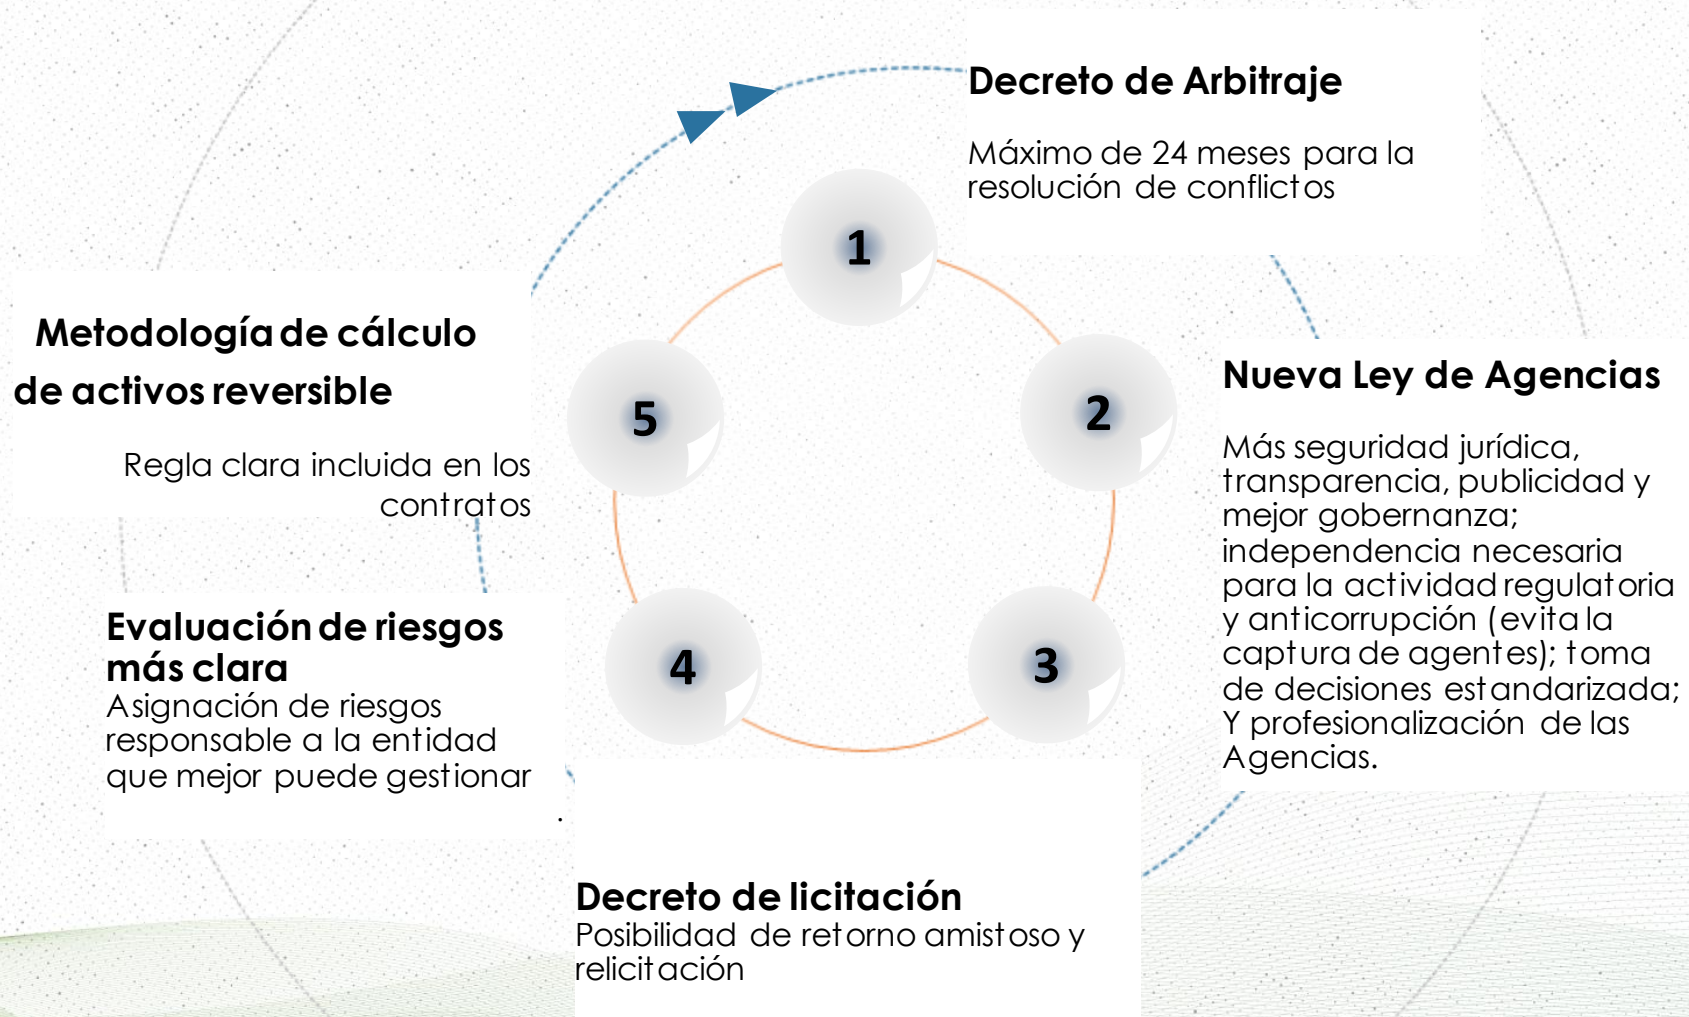 Decreto de Arbitraje
Máximo de 24 meses para la
resolución de conflictos
1
Nueva Ley de Agencias
Más seguridad jurídica,
transparencia, publicidad y
mejor gobernanza;
independencia necesaria
para la actividad regulatoria
y anticorrupción (evita la
captura de agentes); toma
de decisiones estandarizada;
Y profesionalización de las
Agencias.
2
Decreto de licitación
Posibilidad de retorno amistoso y
relicitación
3
Evaluación de riesgos
más clara
Asignación de riesgos
responsable a la entidad
que mejor puede gestionar
.
4
Metodología de cálculo
de activos reversible
Regla clara incluida en los
contratos
5